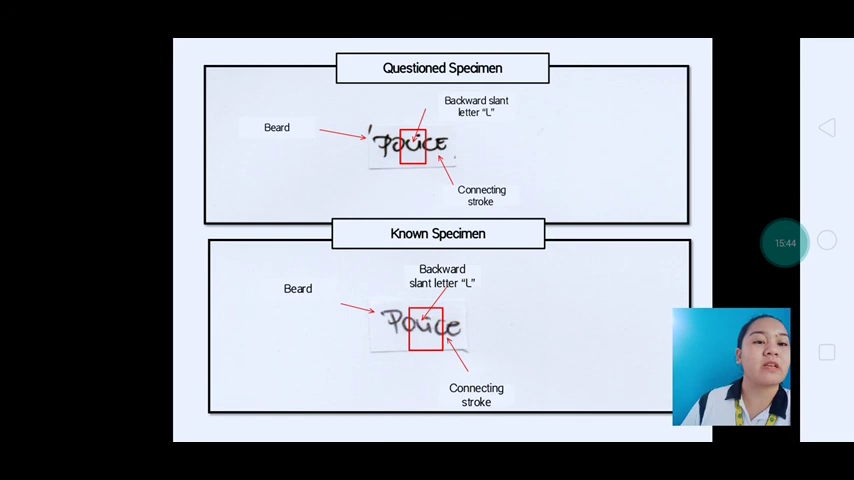 Questioned Specimen
Backward slant
letter "L"
Beard
POLICE
Connecting
stroke
Known Specimen
Backward
slant letter "L"
Beard
Police
Connecting
stroke
15:44